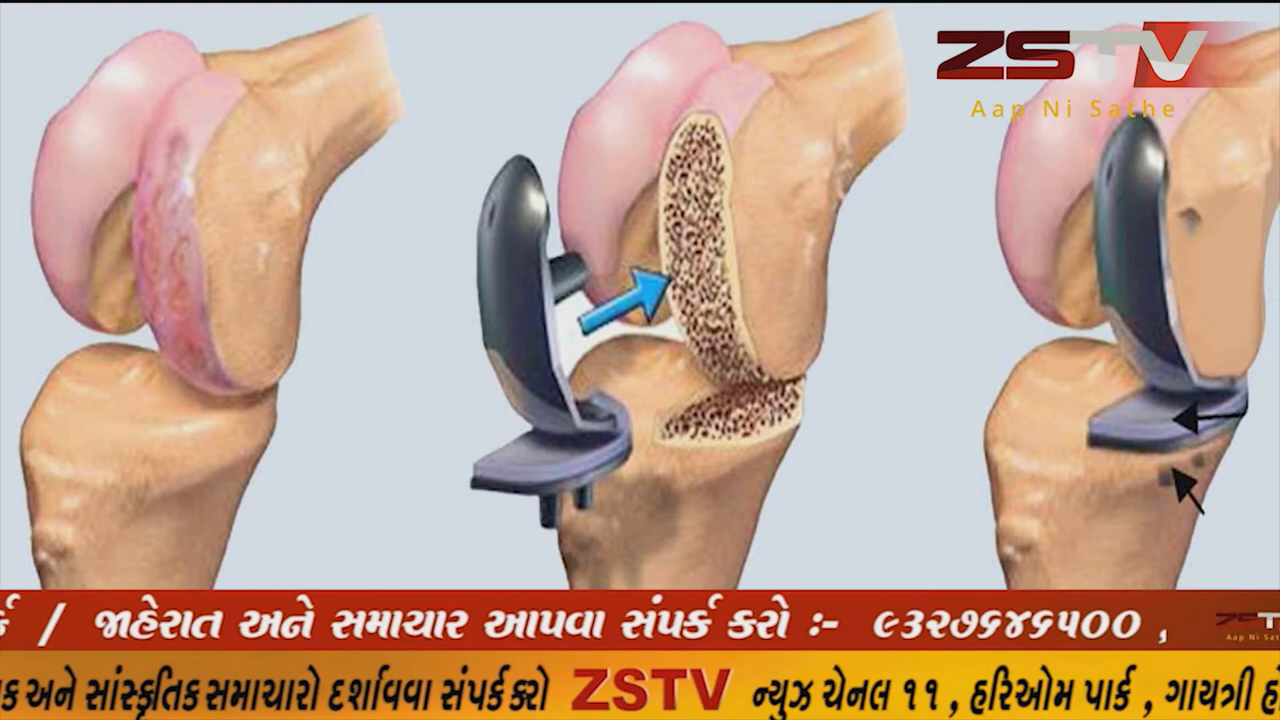 ZSTV
Aap Ni Sathe
/ જાહેરાત અને સમાચાર આપવા સંપર્ક કરો :- ૯૩૨૭૬૪૬૫૦૦ ,
અને સાંસ્કૃતિક સમાચારો દર્શાવવા સંપર્ક કરો ZSTV ન્યુઝ ચેનલ ૧૧ , હરિઓમ પાર્ક , ગાયત્રી